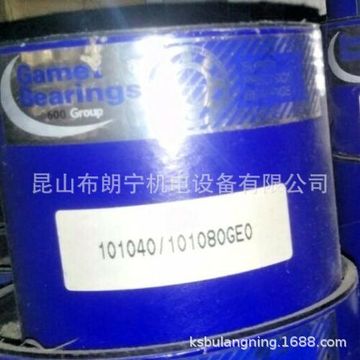 Gamet
Bearings
600 Group
昆山布朗宁机电设备有限公司
101040/101080GE0
ksbulangning.1688.com